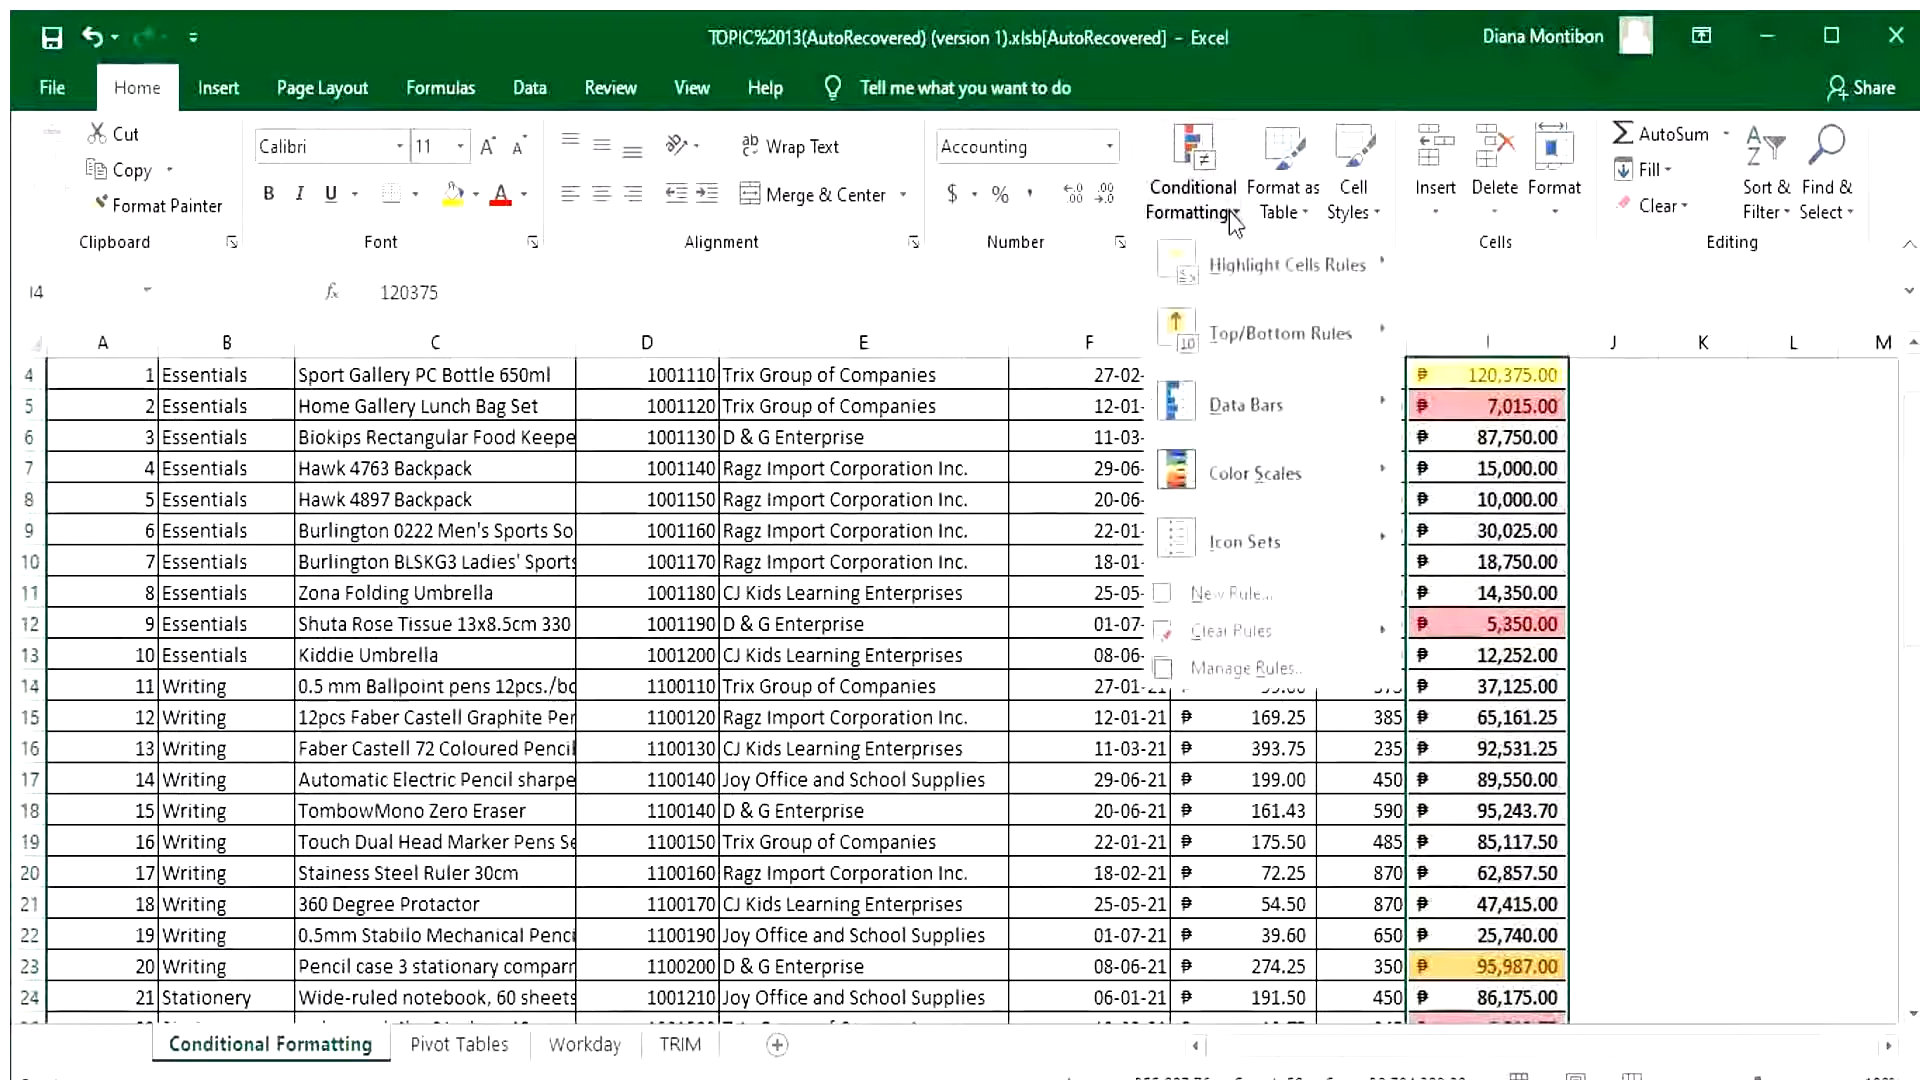 TOPIC%2013(AutoRecovered) (version 1).xlsb[AutoRecovered] - Excel
Diana Montibon
File Home Insert Page Layout Formulas Data Review View Help Tell me what you want to do Share
Cut
Copy
Format Painter
Clipboard
Calibri 11
B I U
Font
Wrap Text
Merge & Center
Alignment
Accounting
$ % ,
Number
Conditional Formatting
Format as Table
Cell Styles
Insert Delete Format
Cells
AutoSum
Fill
Clear
Sort & Filter
Find & Select
Editing
I4 fx 120375
Highlight Cells Rules
Top/Bottom Rules
Data Bars
Color Scales
Icon Sets
New Rule...
Clear Rules
Manage Rules...
A B C D E F I J K L M
4 1 Essentials Sport Gallery PC Bottle 650ml 1001110 Trix Group of Companies 27-02- ₱ 120,375.00
5 2 Essentials Home Gallery Lunch Bag Set 1001120 Trix Group of Companies 12-01- ₱ 7,015.00
6 3 Essentials Biokips Rectangular Food Keepe 1001130 D & G Enterprise 11-03- ₱ 87,750.00
7 4 Essentials Hawk 4763 Backpack 1001140 Ragz Import Corporation Inc. 29-06- ₱ 15,000.00
8 5 Essentials Hawk 4897 Backpack 1001150 Ragz Import Corporation Inc. 20-06- ₱ 10,000.00
9 6 Essentials Burlington 0222 Men's Sports So 1001160 Ragz Import Corporation Inc. 22-01- ₱ 30,025.00
10 7 Essentials Burlington BLSKG3 Ladies' Sports 1001170 Ragz Import Corporation Inc. 18-01- ₱ 18,750.00
11 8 Essentials Zona Folding Umbrella 1001180 CJ Kids Learning Enterprises 25-05- ₱ 14,350.00
12 9 Essentials Shuta Rose Tissue 13x8.5cm 330 1001190 D & G Enterprise 01-07- ₱ 5,350.00
13 10 Essentials Kiddie Umbrella 1001200 CJ Kids Learning Enterprises 08-06- ₱ 12,252.00
14 11 Writing 0.5 mm Ballpoint pens 12pcs./bo 1100110 Trix Group of Companies 27-01-21 ₱ 37,125.00
15 12 Writing 12pcs Faber Castell Graphite Per 1100120 Ragz Import Corporation Inc. 12-01-21 ₱ 169.25 385 ₱ 65,161.25
16 13 Writing Faber Castell 72 Coloured Pencil 1100130 CJ Kids Learning Enterprises 11-03-21 ₱ 393.75 235 ₱ 92,531.25
17 14 Writing Automatic Electric Pencil sharpe 1100140 Joy Office and School Supplies 29-06-21 ₱ 199.00 450 ₱ 89,550.00
18 15 Writing TombowMono Zero Eraser 1100140 D & G Enterprise 20-06-21 ₱ 161.43 590 ₱ 95,243.70
19 16 Writing Touch Dual Head Marker Pens Se 1100150 Trix Group of Companies 22-01-21 ₱ 175.50 485 ₱ 85,117.50
20 17 Writing Stainess Steel Ruler 30cm 1100160 Ragz Import Corporation Inc. 18-02-21 ₱ 72.25 870 ₱ 62,857.50
21 18 Writing 360 Degree Protactor 1100170 CJ Kids Learning Enterprises 25-05-21 ₱ 54.50 870 ₱ 47,415.00
22 19 Writing 0.5mm Stabilo Mechanical Penci 1100190 Joy Office and School Supplies 01-07-21 ₱ 39.60 650 ₱ 25,740.00
23 20 Writing Pencil case 3 stationary comparr 1100200 D & G Enterprise 08-06-21 ₱ 274.25 350 ₱ 95,987.00
24 21 Stationery Wide-ruled notebook, 60 sheets 1001210 Joy Office and School Supplies 06-01-21 ₱ 191.50 450 ₱ 86,175.00
Conditional Formatting Pivot Tables Workday TRIM